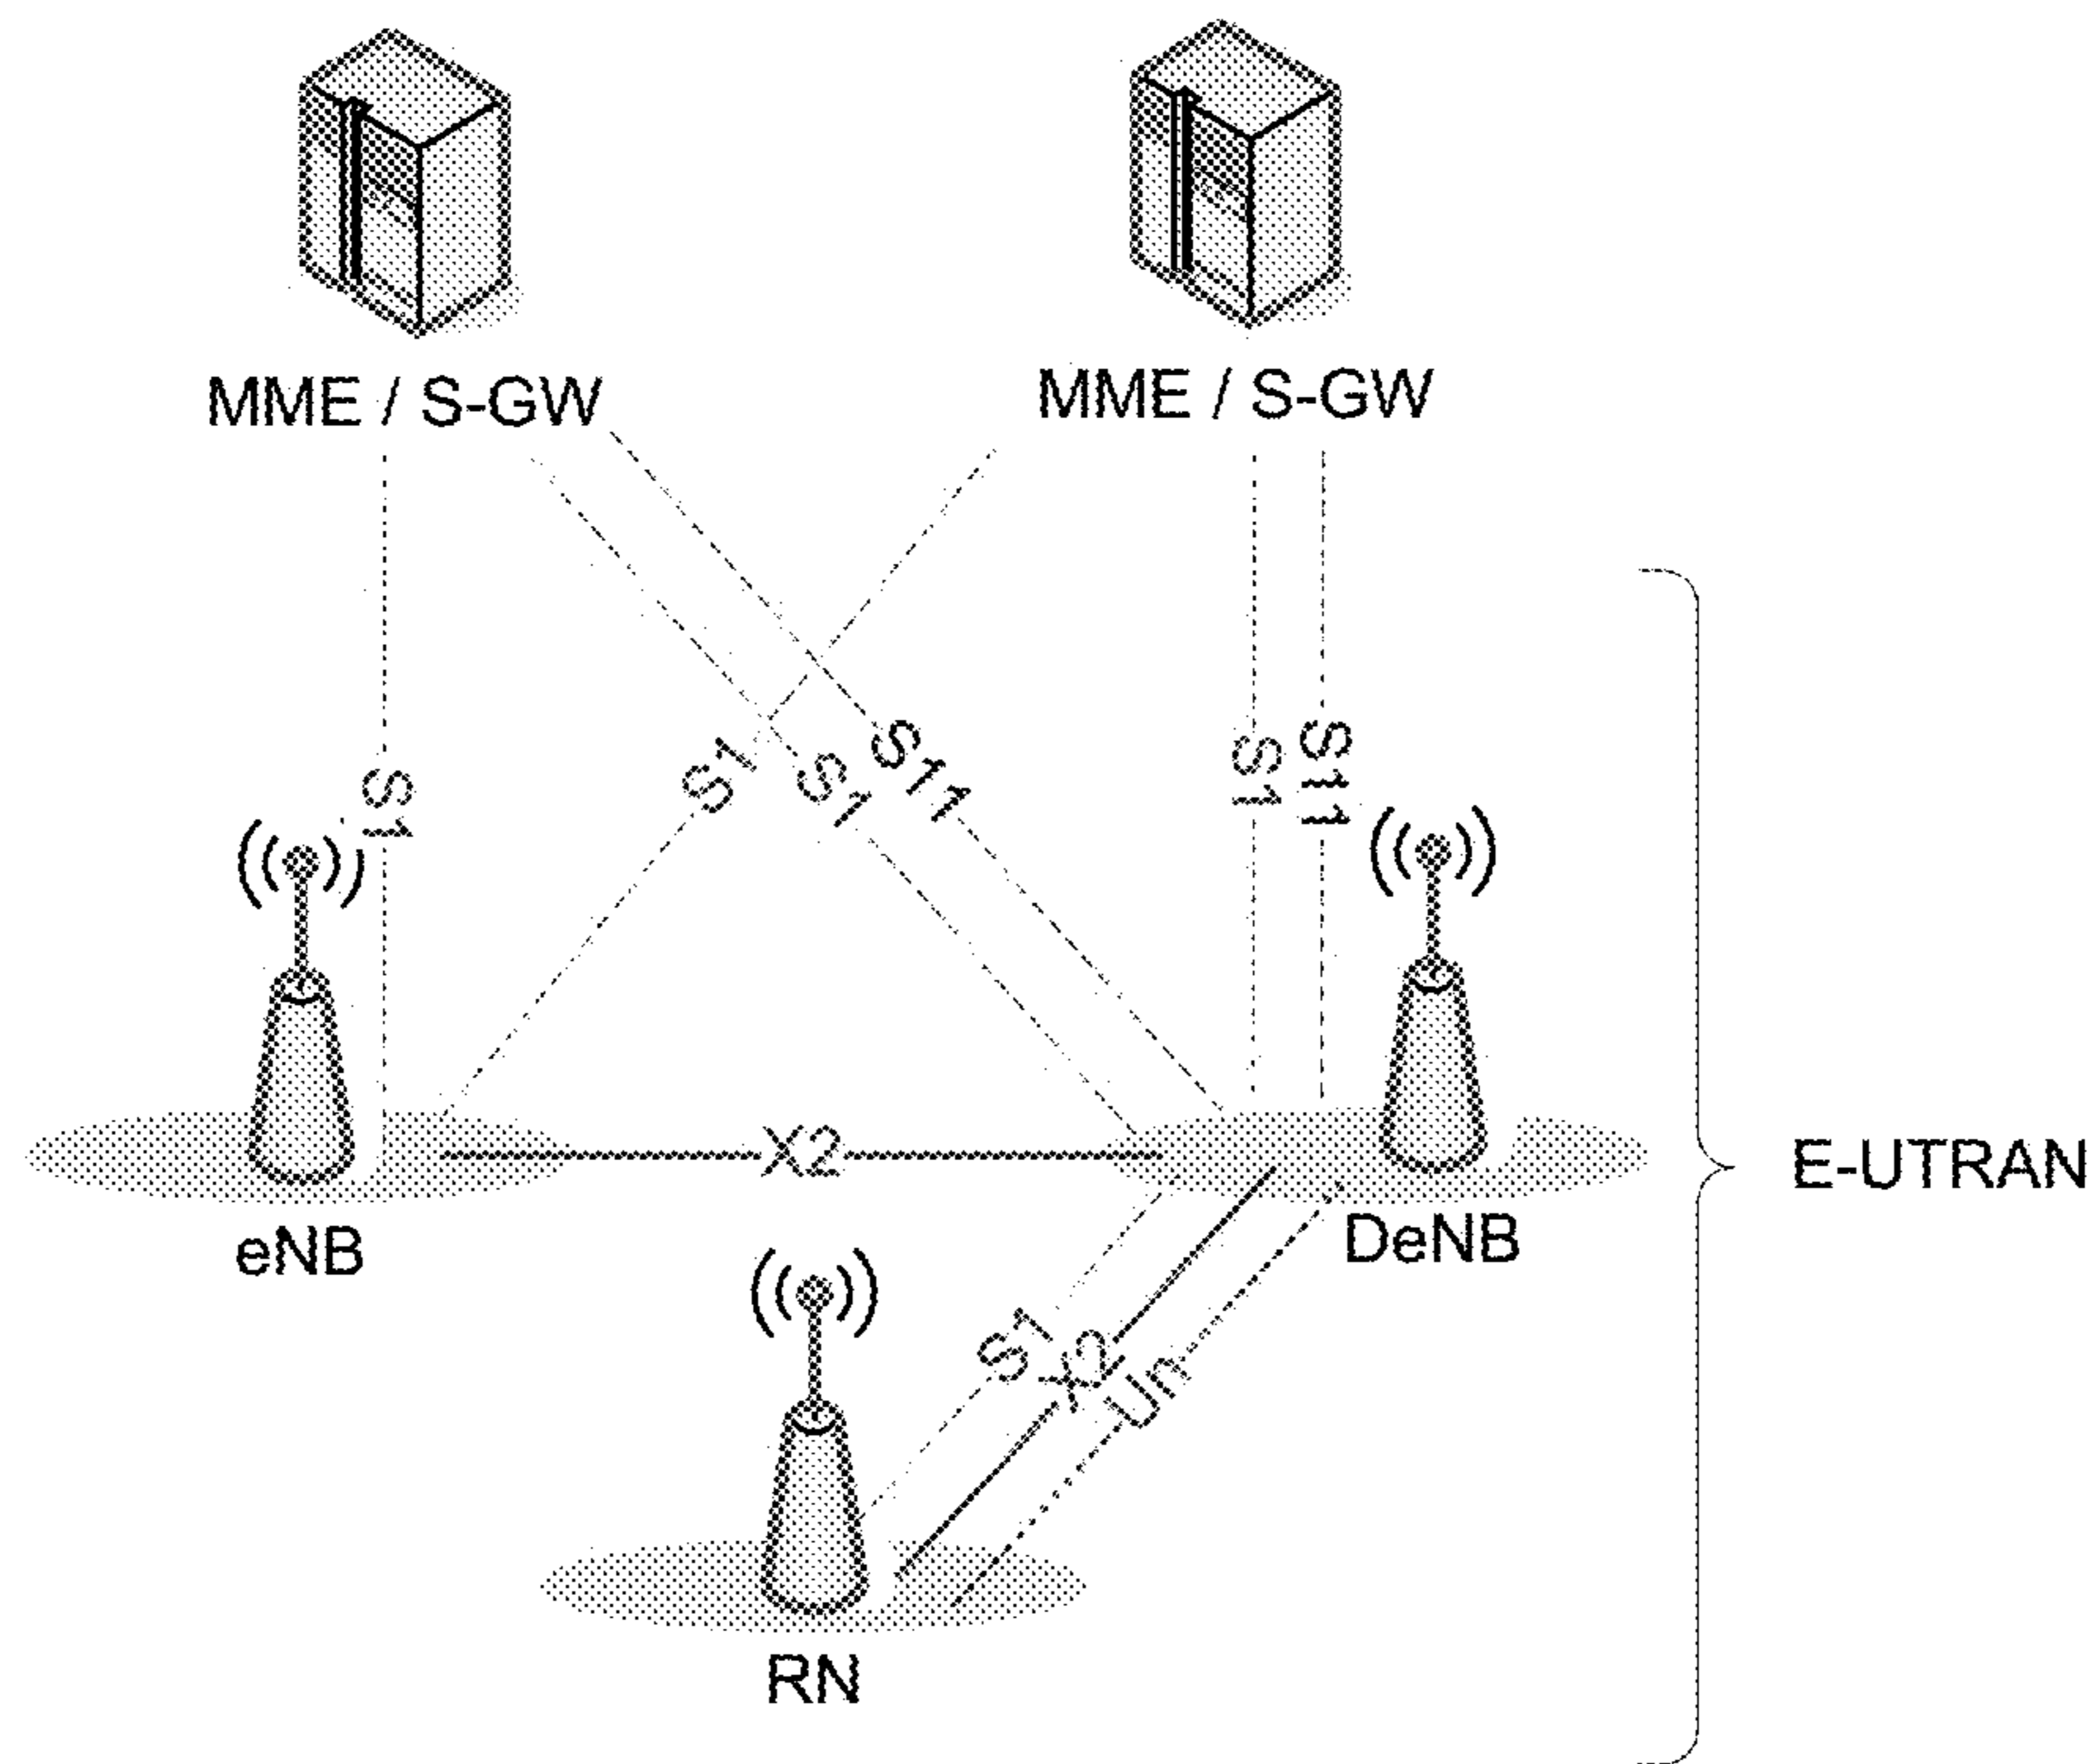 MME / S-GW
MME / S-GW
S1
S1
S1
S11
S1
S11
X2
E-UTRAN
eNB
DeNB
S1
X2
Un
RN